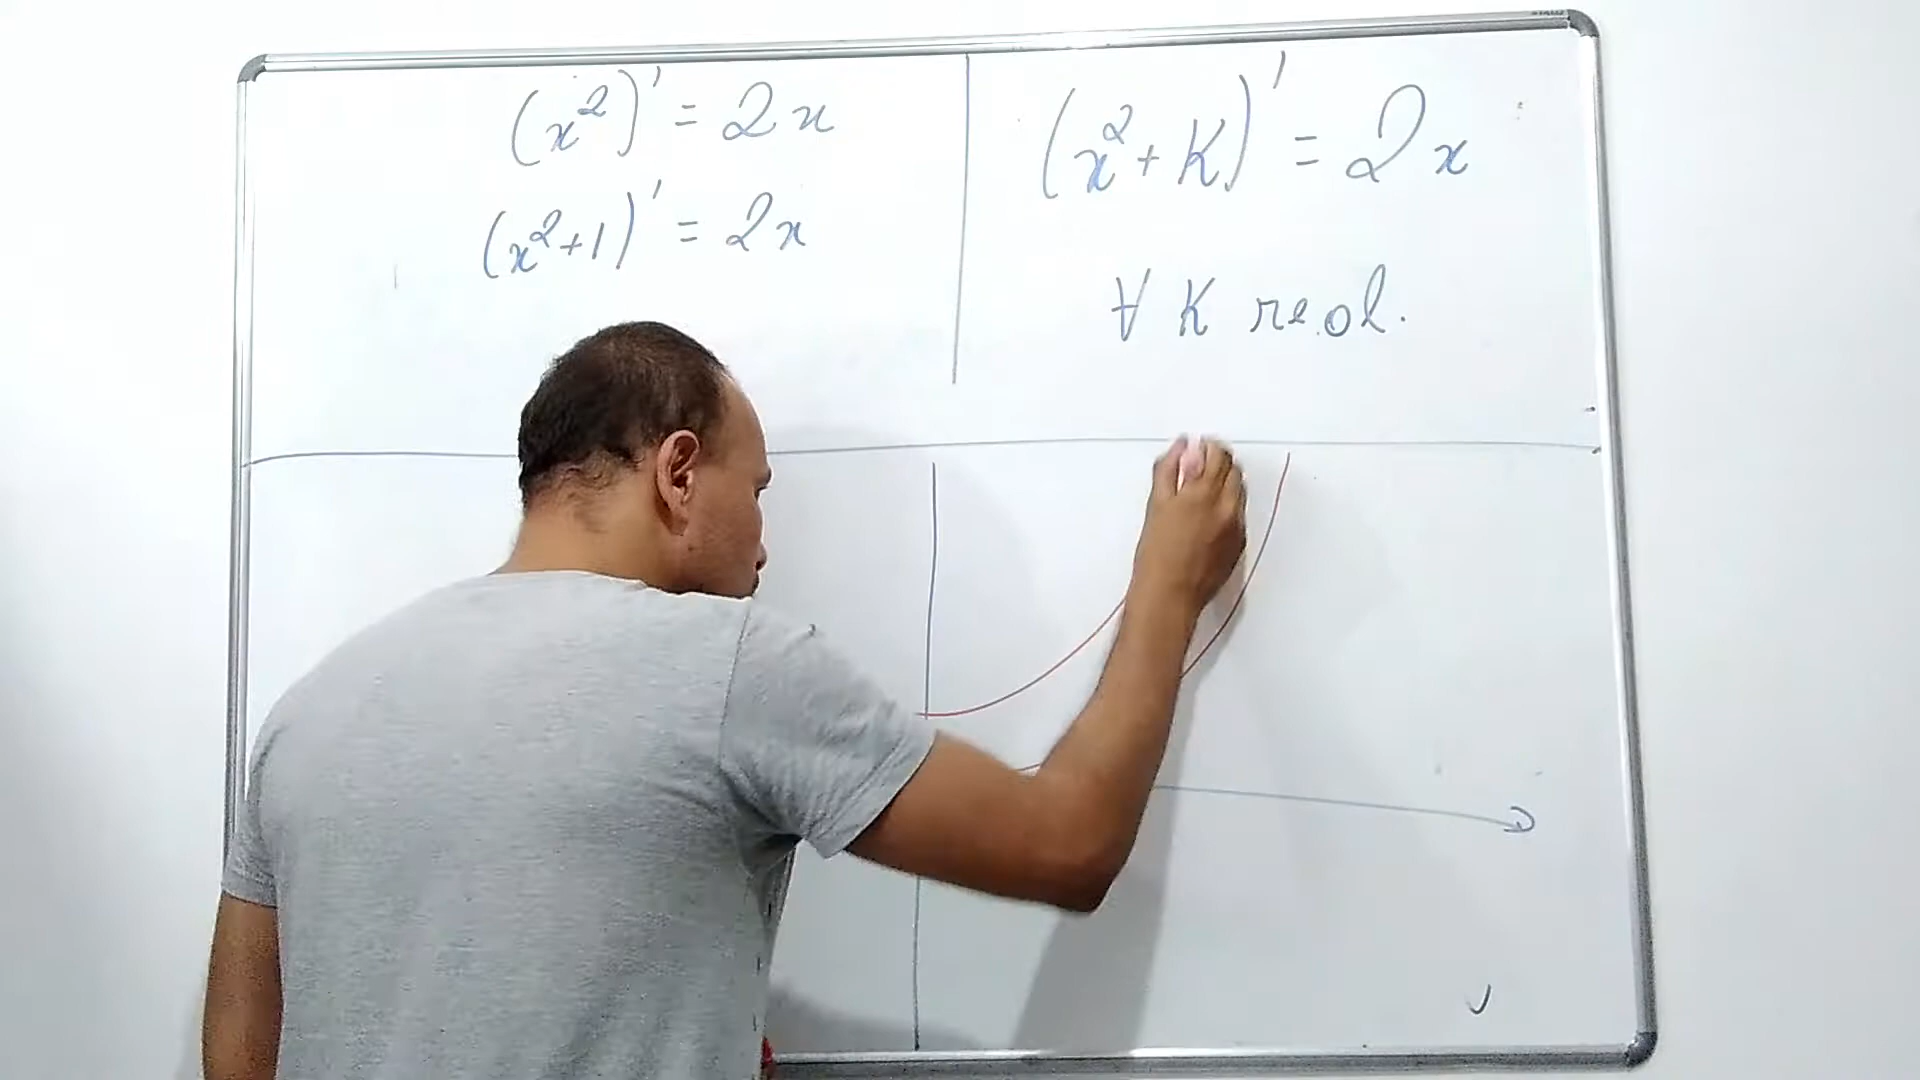 (x²)' = 2x
(x²+1)' = 2x
(x²+K)' = 2x
∀ K real.